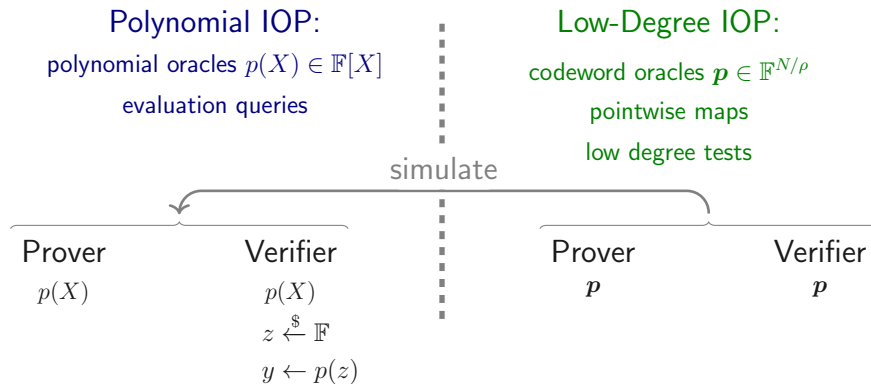 Polynomial IOP:
polynomial oracles p(X) ∈ 𝔽[X]
evaluation queries
Low-Degree IOP:
codeword oracles 𝒑 ∈ 𝔽^{N/ρ}
pointwise maps
low degree tests
simulate
Prover
p(X)
Verifier
p(X)
z $← 𝔽
y ← p(z)
Prover
𝒑
Verifier
𝒑